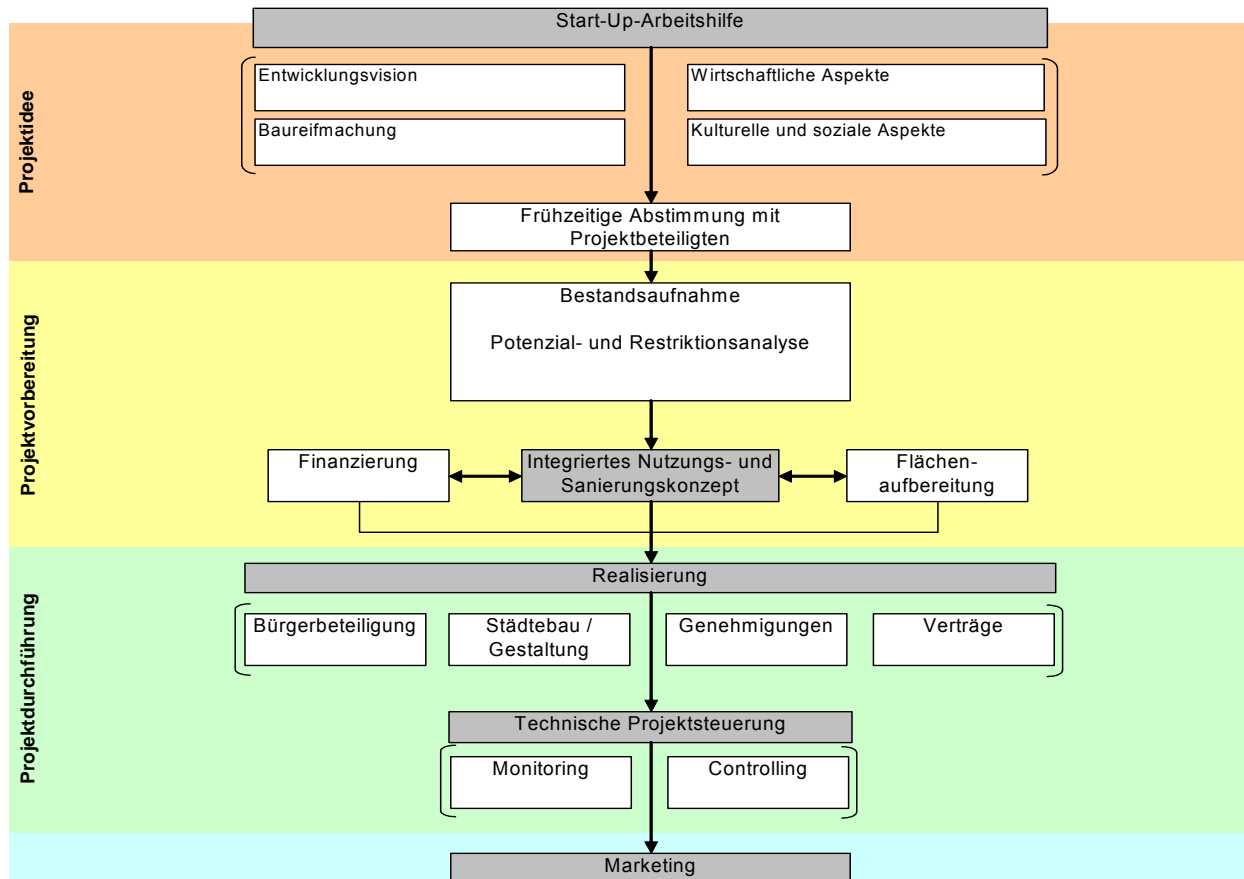 Start-Up-Arbeitshilfe
Projektidee
Entwicklungsvision
Wirtschaftliche Aspekte
Baureifmachung
Kulturelle und soziale Aspekte
Frühzeitige Abstimmung mit
Projektbeteiligten
Projektvorbereitung
Bestandsaufnahme
Potenzial- und Restriktionsanalyse
Finanzierung
Integriertes Nutzungs- und
Sanierungskonzept
Flächen-
aufbereitung
Projektdurchführung
Realisierung
Bürgerbeteiligung
Städtebau /
Gestaltung
Genehmigungen
Verträge
Technische Projektsteuerung
Monitoring
Controlling
Marketing